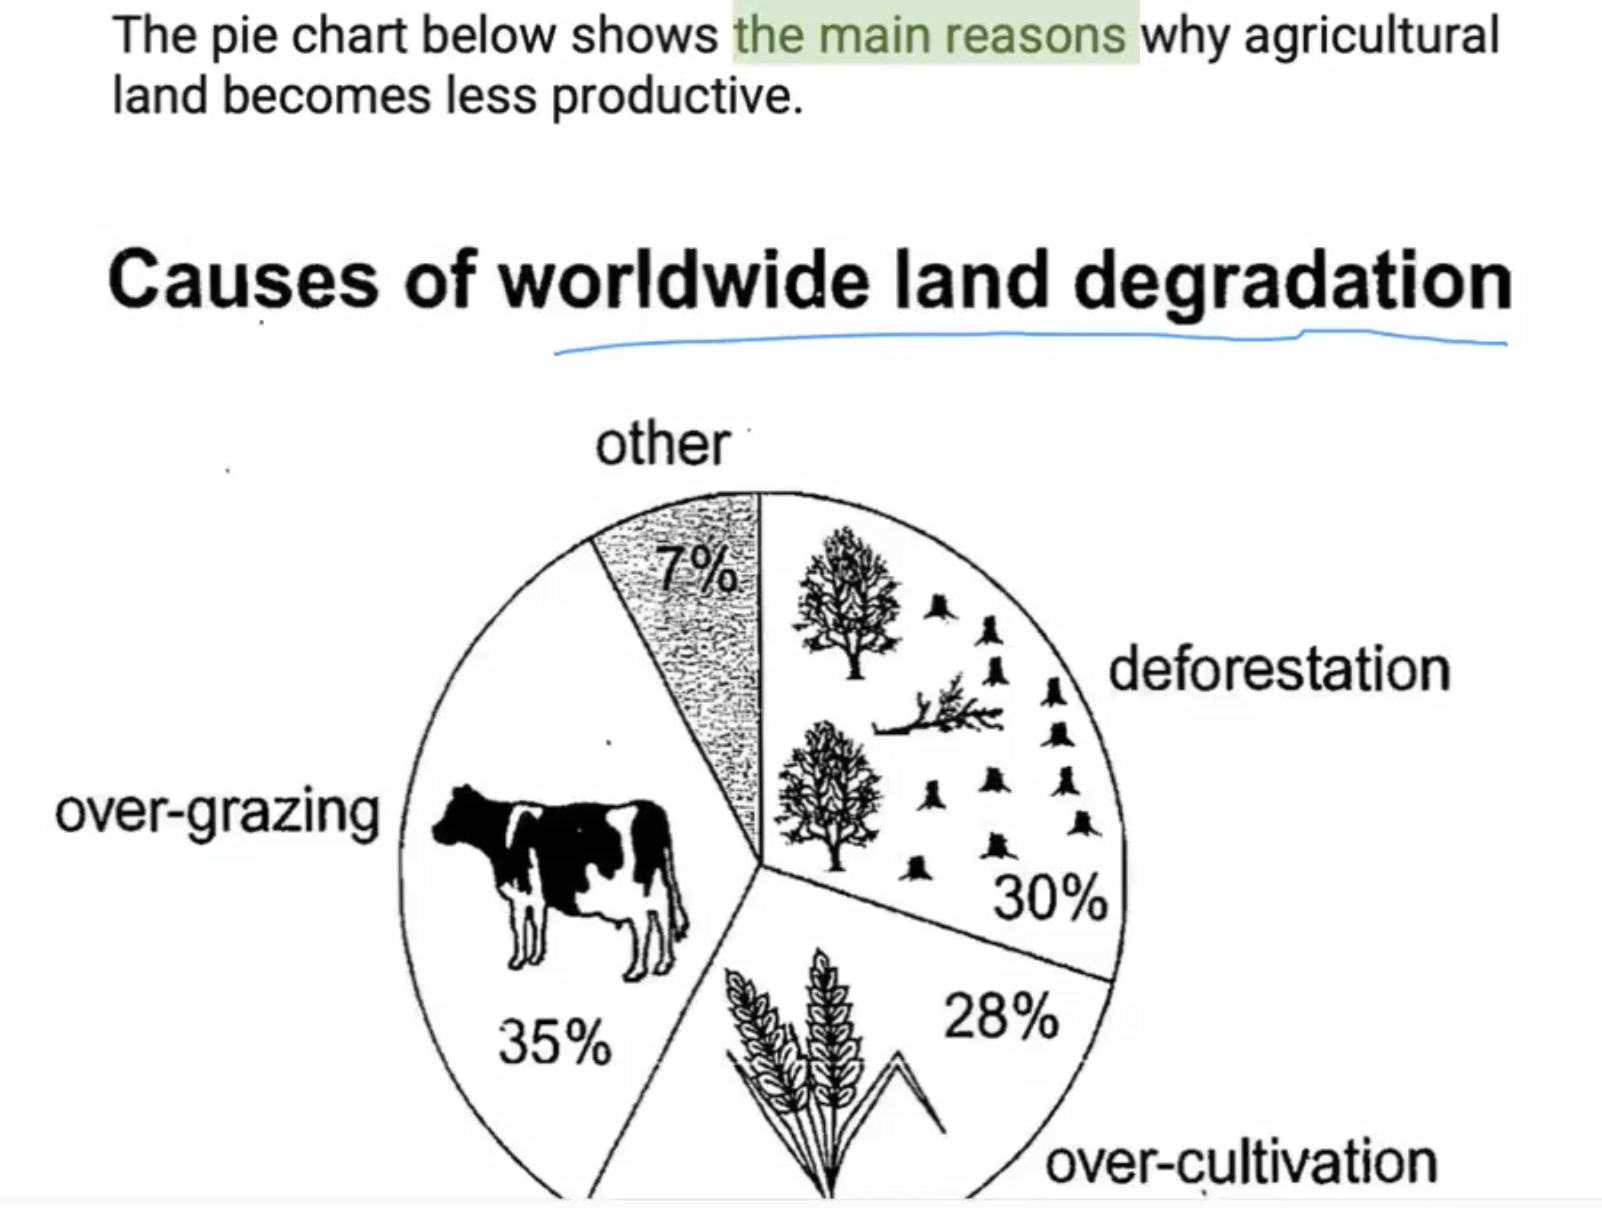 The pie chart below shows the main reasons why agricultural
land becomes less productive.
Causes of worldwide land degradation
other
7%
deforestation
over-grazing
30%
28%
35%
over-cultivation